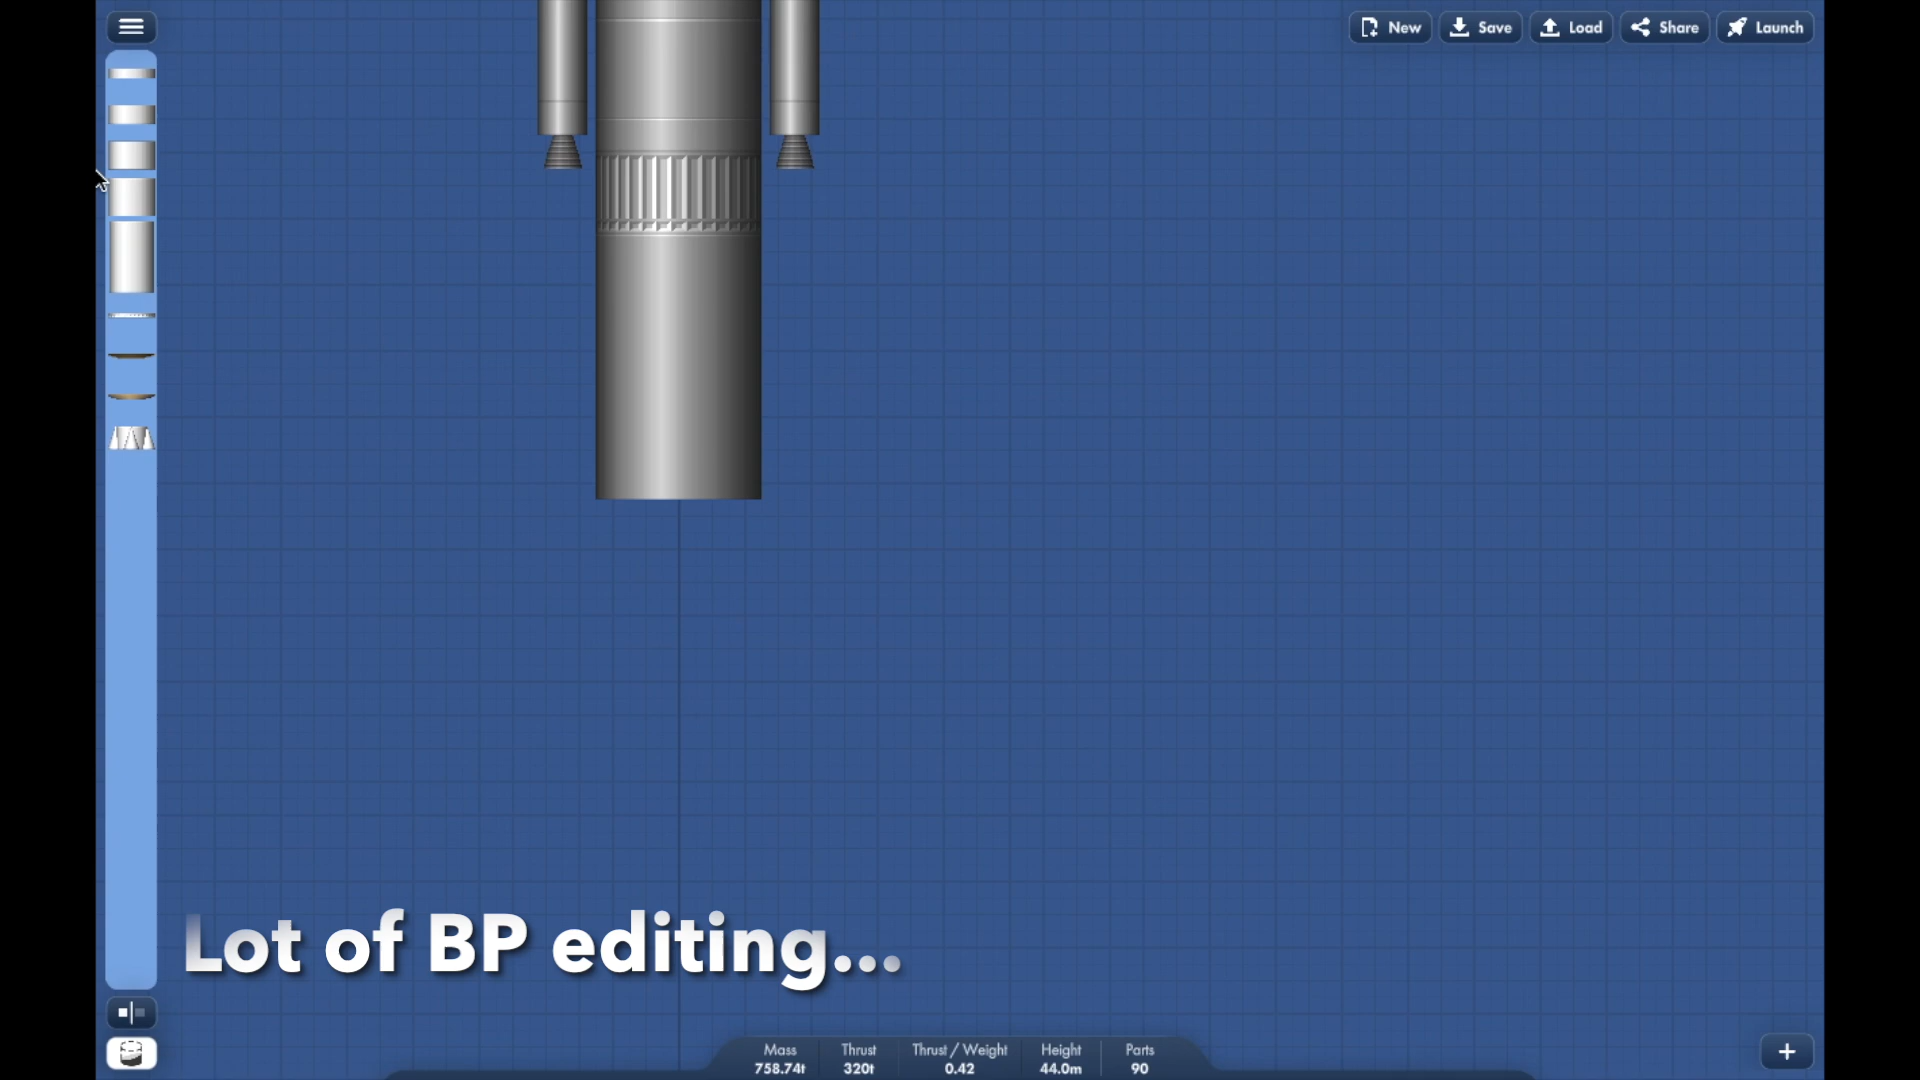 New
Save
Load
Share
Launch
Lot of BP editing...
Mass
Thrust
Thrust / Weight
Height
Parts
758.74t
320t
0.42
44.0m
90